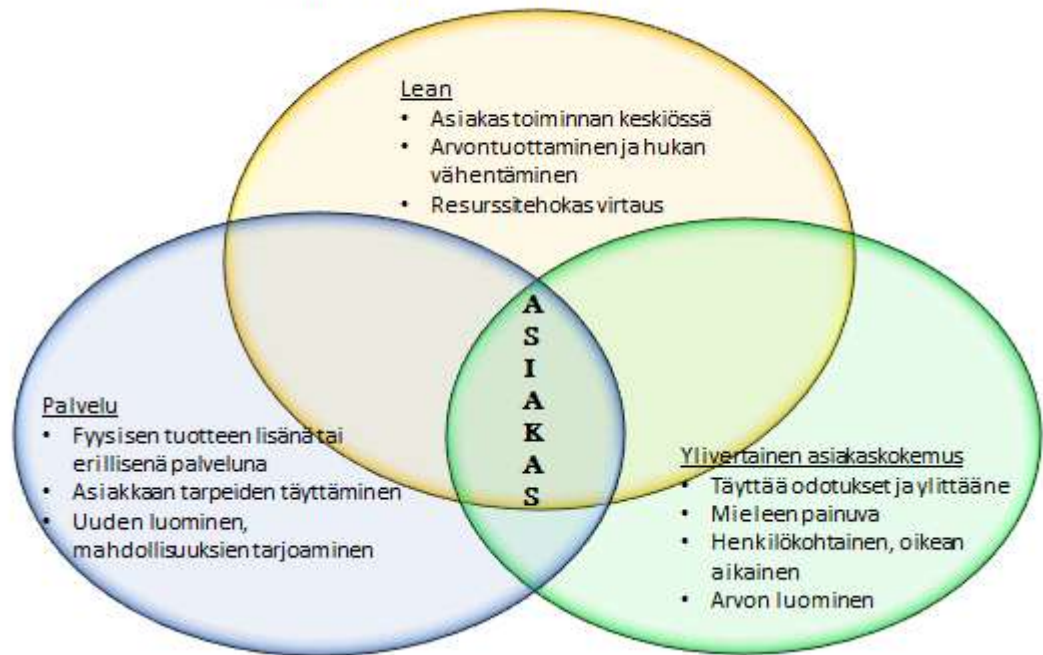 Lean
• Asiakas toiminnan keskiössä
• Arvontuottaminen ja hukan
vähentäminen
• Resurssitehokas virtaus
ASIAKAS
Palvelu
• Fyysisen tuotteen lisänä tai
erillisenä palveluna
• Asiakkaan tarpeiden täyttäminen
• Uuden luominen,
mahdollisuuksien tarjoaminen
Ylivertainen asiakaskokemus
• Täyttää odotukset ja ylittää ne
• Mieleen painuva
• Henkilökohtainen, oikean
aikainen
• Arvon luominen